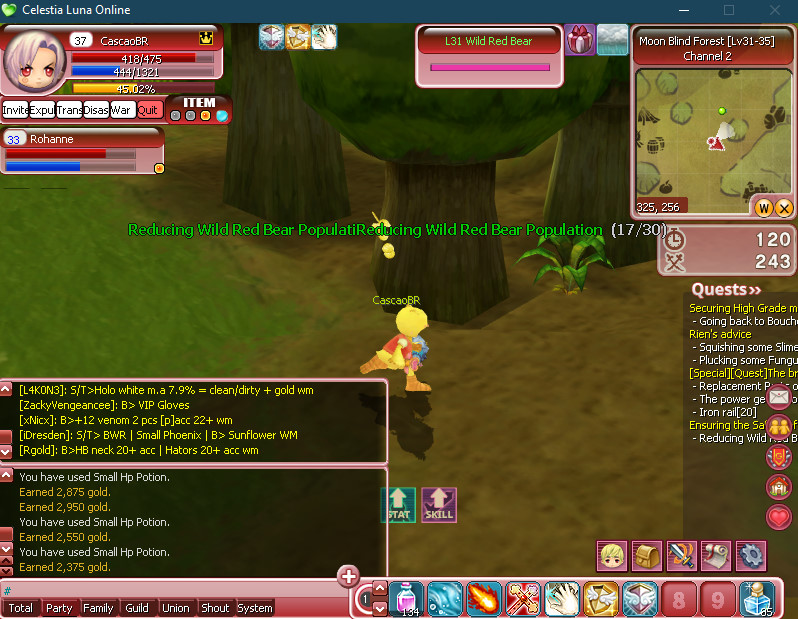 Celestia Luna Online
37 CascaoBR
418/475
444/1321
45.02%
Invite Expul Trans Disas War Quit
ITEM
33 Rohanne
L31 Wild Red Bear
Moon Blind Forest [Lv31-35]
Channel 2
325, 256
W X
120
243
Reducing Wild Red Bear PopulatiReducing Wild Red Bear Population (17/30)
CascaoBR
Quests>>
Securing High Grade m
- Going back to Bouche
Rien's advice
- Squishing some Slime
- Plucking some Fungu
[Special][Quest]The br
- Replacement
- The power ge
- Iron rail[20]
Ensuring the Sa
- Reducing Wild
[L4K0N3]: S/T>Holo white m.a 7.9% = clean/dirty + gold wm
[ZackyVengeancee]: B> VIP Gloves
[xNicx]: B>+12 venom 2 pcs [p]acc 22+ wm
[iDresden]: S/T> BWR | Small Phoenix | B> Sunflower WM
[Rgold]: B>HB neck 20+ acc | Hators 20+ acc wm
You have used Small Hp Potion.
Earned 2,875 gold.
Earned 2,950 gold.
You have used Small Hp Potion.
Earned 2,550 gold.
You have used Small Hp Potion.
Earned 2,375 gold.
STAT SKILL
#
Total Party Family Guild Union Shout System
1
134
8 9
65